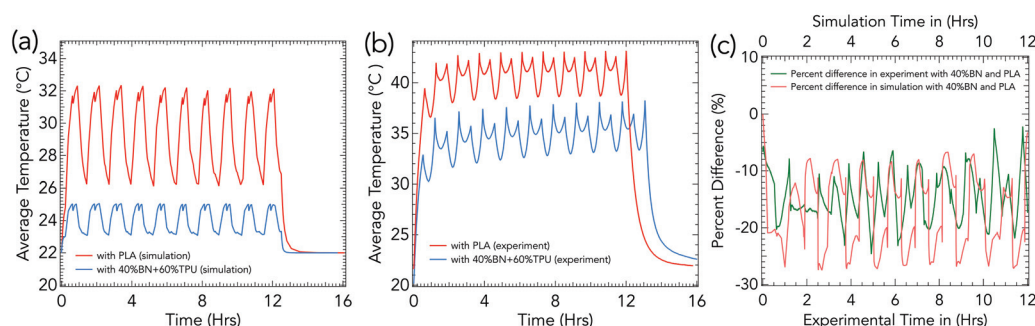 (a)
Average Temperature (°C)
34
32
30
28
26
24
22
20
with PLA (simulation)
with 40%BN+60%TPU (simulation)
0 4 8 12 16
Time (Hrs)
(b)
Average Temperature (°C)
40
35
30
25
20
with PLA (experiment)
with 40%BN+60%TPU (experiment)
0 4 8 12 16
Time (Hrs)
(c)
Simulation Time in (Hrs)
0 2 4 6 8 10 12
Percent Difference (%)
10
0
-10
-20
-30
Percent difference in experiment with 40%BN and PLA
Percent difference in simulation with 40%BN and PLA
0 2 4 6 8 10 12
Experimental Time in (Hrs)